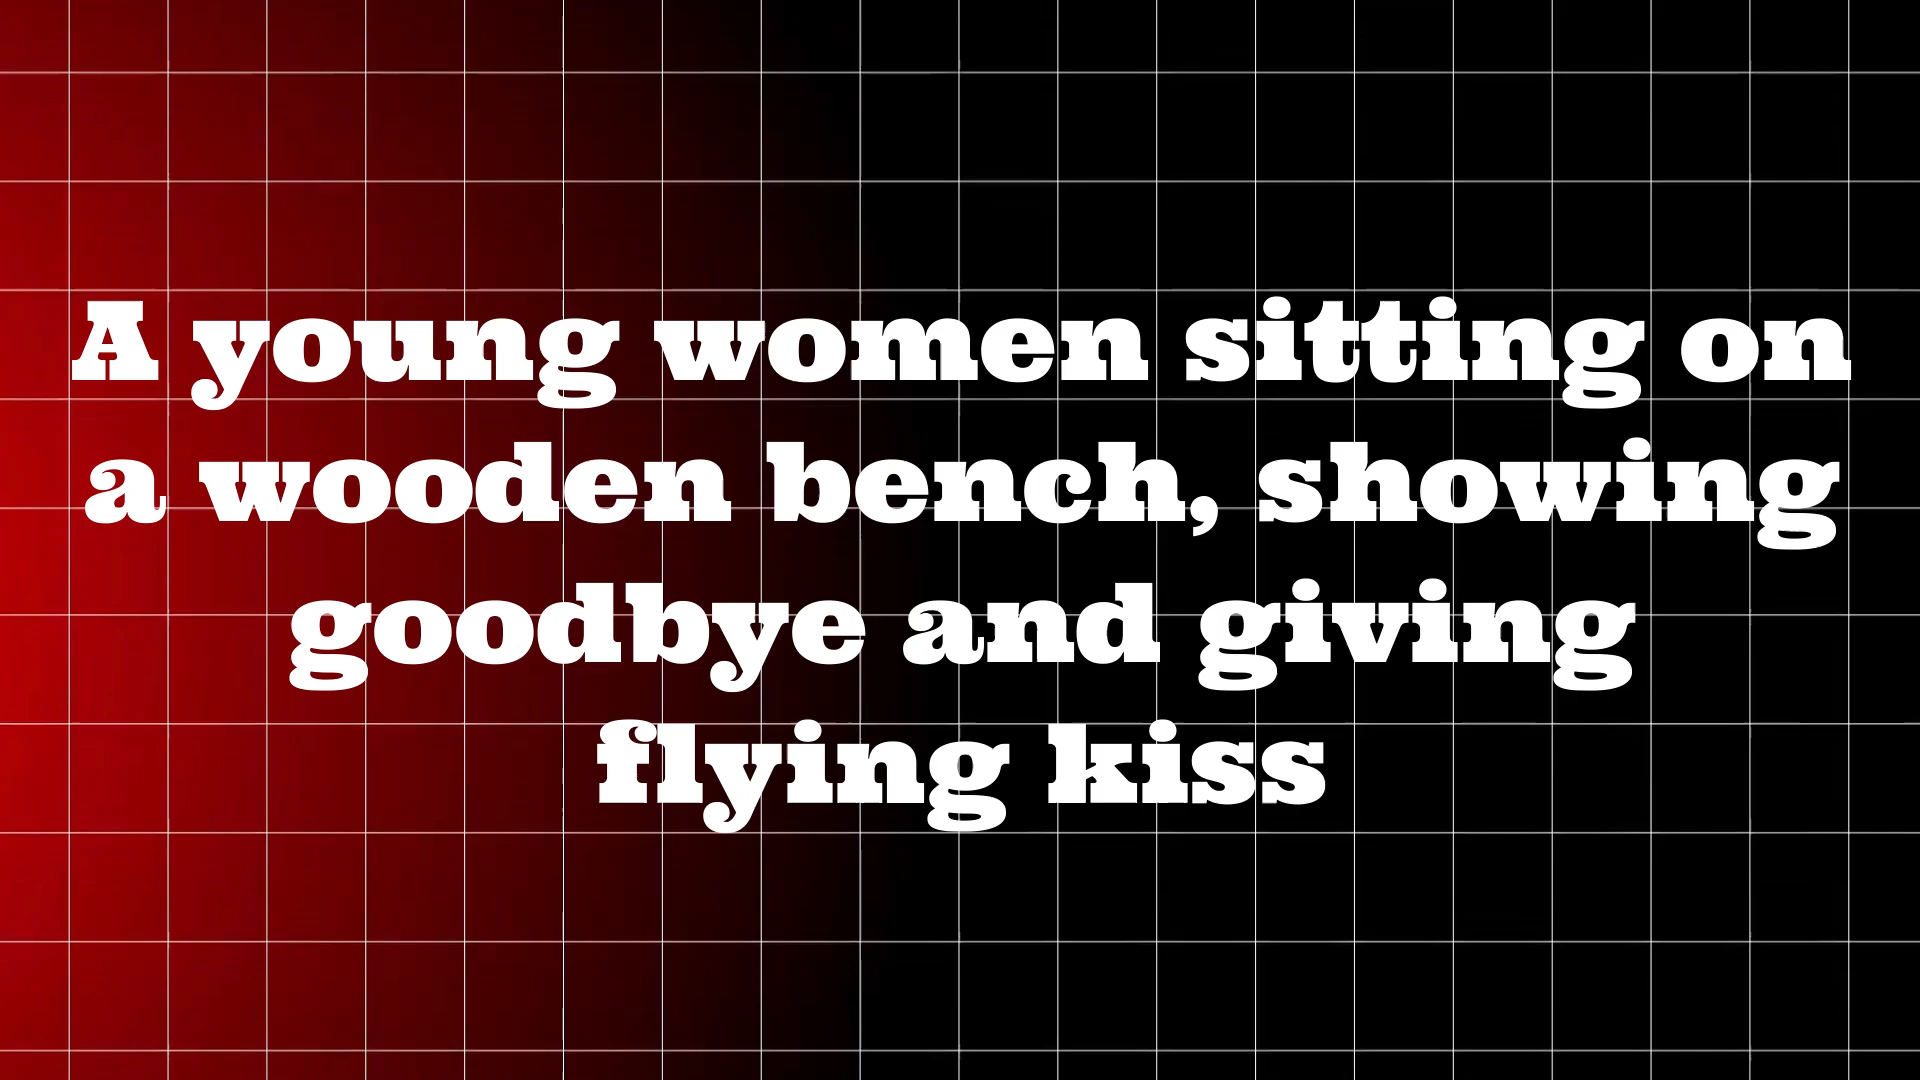 A young women sitting on
a wooden bench, showing
goodbye and giving
flying kiss